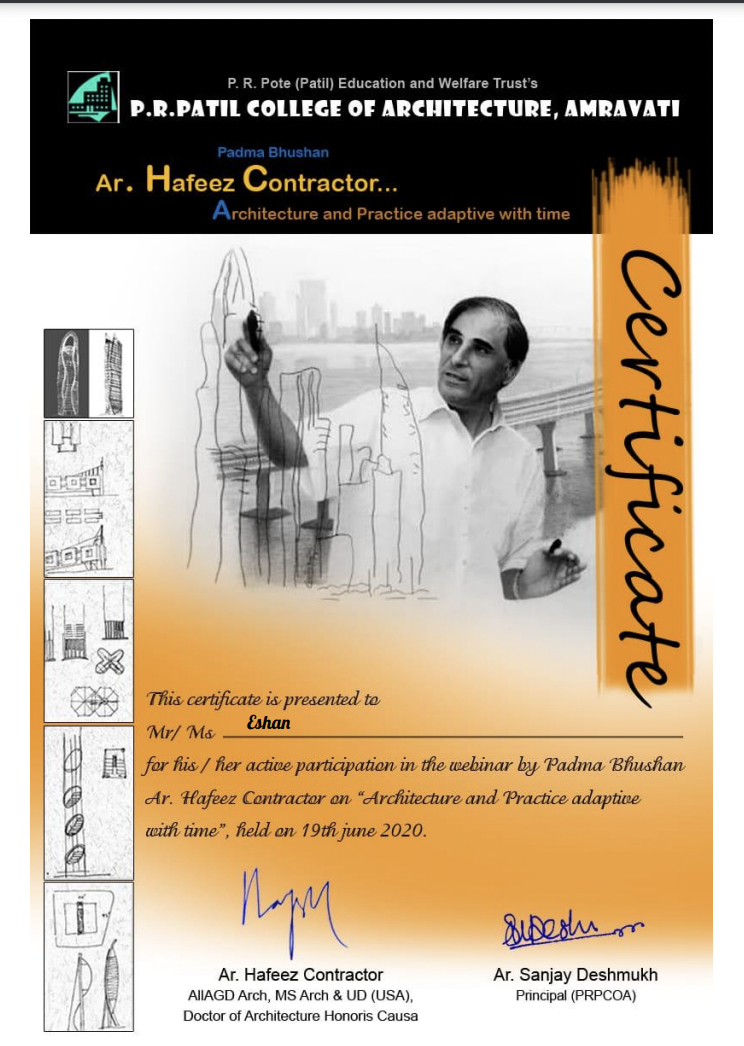 P. R. Pote (Patil) Education and Welfare Trust's
P.R.PATIL COLLEGE OF ARCHITECTURE, AMRAVATI
Padma Bhushan
Ar. Hafeez Contractor...
Architecture and Practice adaptive with time
Certificate
This certificate is presented to
Mr/ Ms Eshan
for his / her active participation in the webinar by Padma Bhushan
Ar. Hafeez Contractor on “Architecture and Practice adaptive
with time”, held on 19th june 2020.
Ar. Hafeez Contractor
AIIAGD Arch, MS Arch & UD (USA),
Doctor of Architecture Honoris Causa
Ar. Sanjay Deshmukh
Principal (PRPCOA)